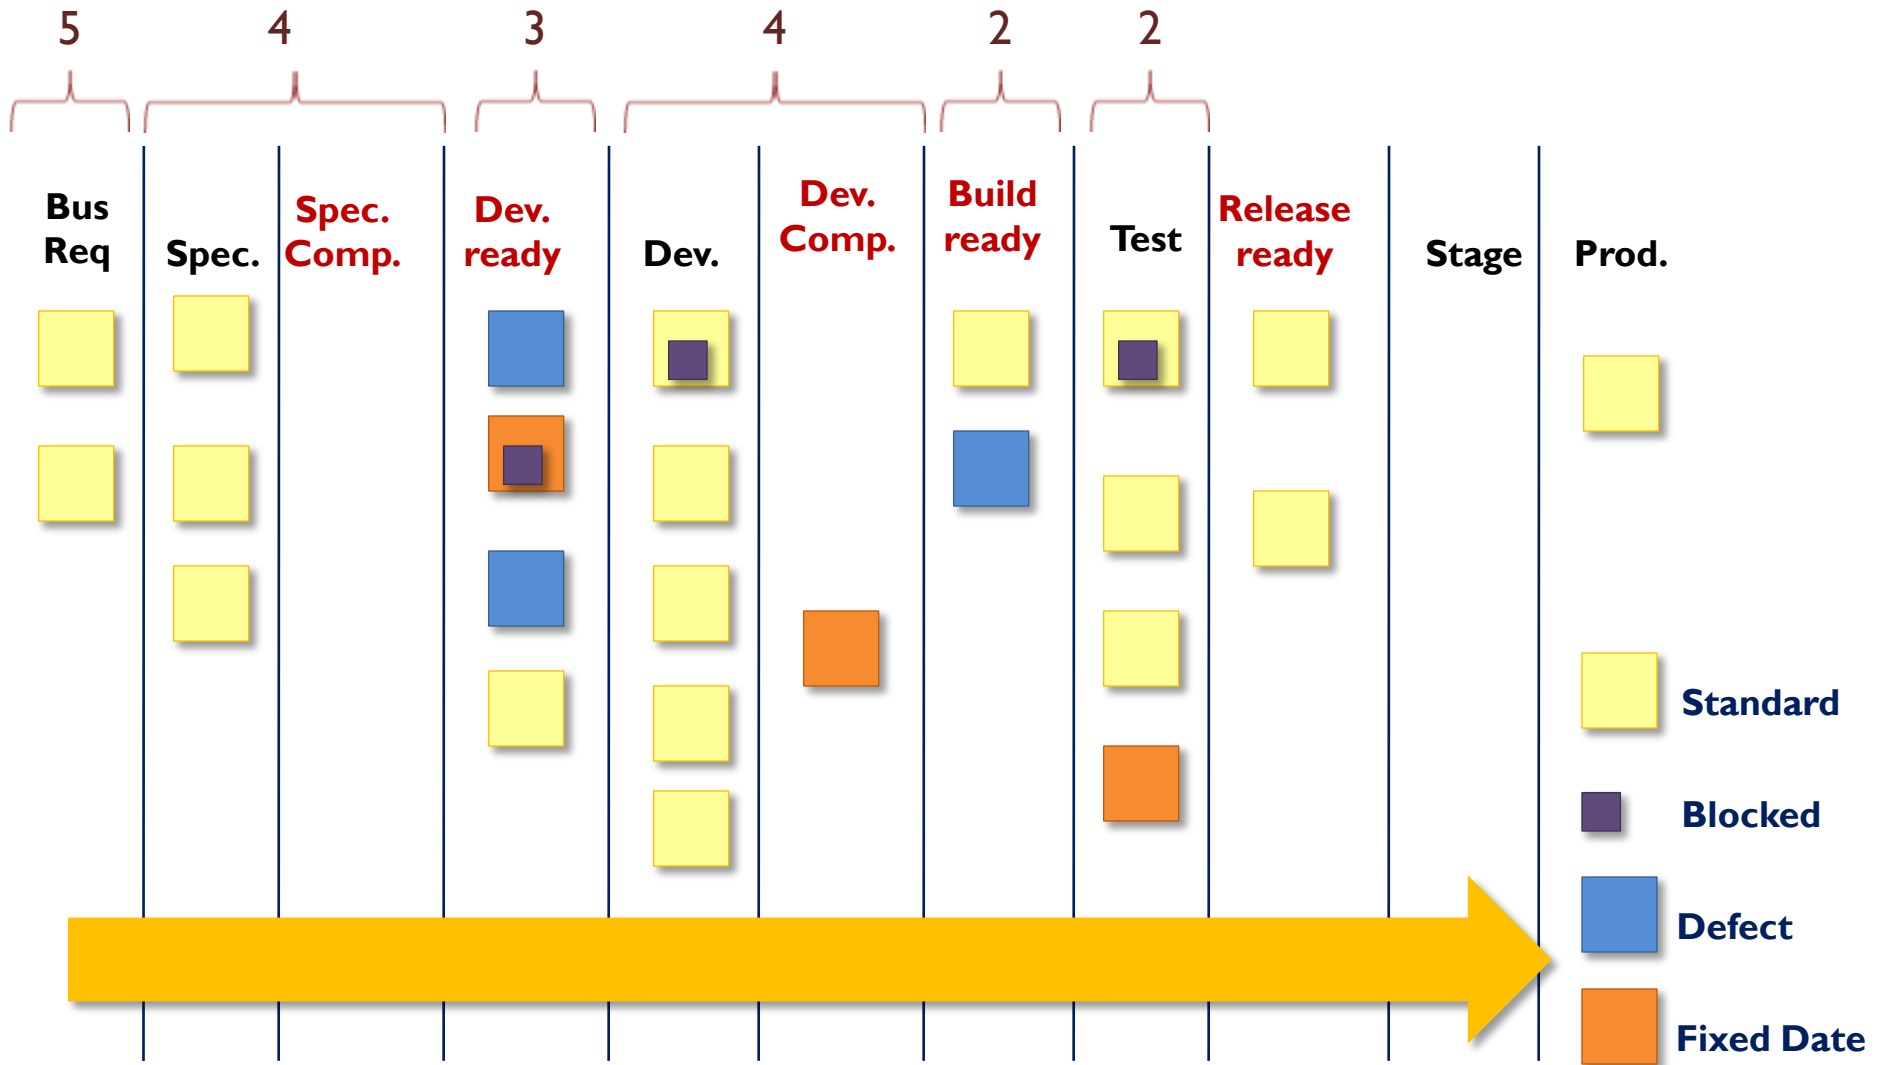 5
4
3
4
2
2
Bus
Req
Spec.
Spec.
Comp.
Dev.
ready
Dev.
Dev.
Comp.
Build
ready
Test
Release
ready
Stage
Prod.
Standard
Blocked
Defect
Fixed Date